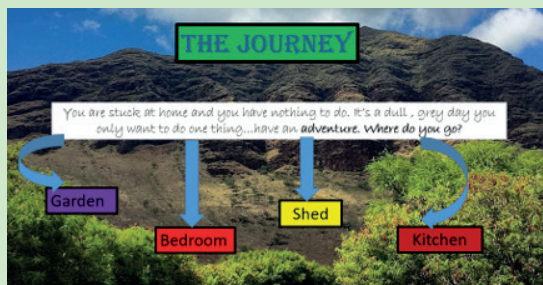 THE JOURNEY
You are stuck at home and you have nothing to do. It's a dull , grey day you
only want to do one thing...have an adventure. Where do you go?
Garden
Bedroom
Shed
Kitchen